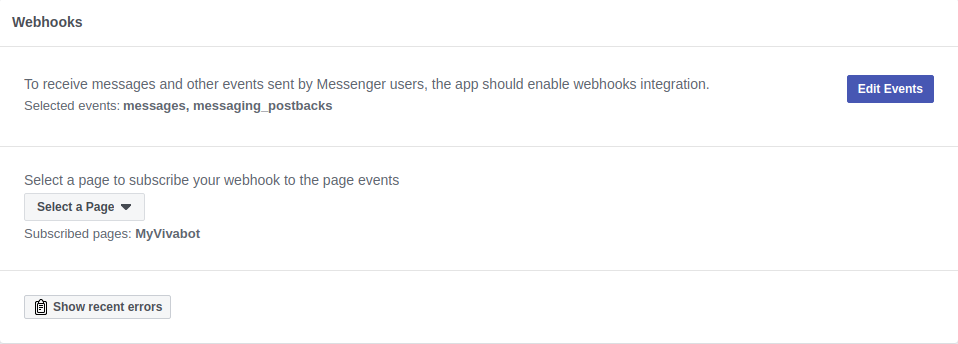 Webhooks
To receive messages and other events sent by Messenger users, the app should enable webhooks integration.
Edit Events
Selected events: messages, messaging_postbacks
Select a page to subscribe your webhook to the page events
Select a Page
Subscribed pages: MyVivabot
Show recent errors